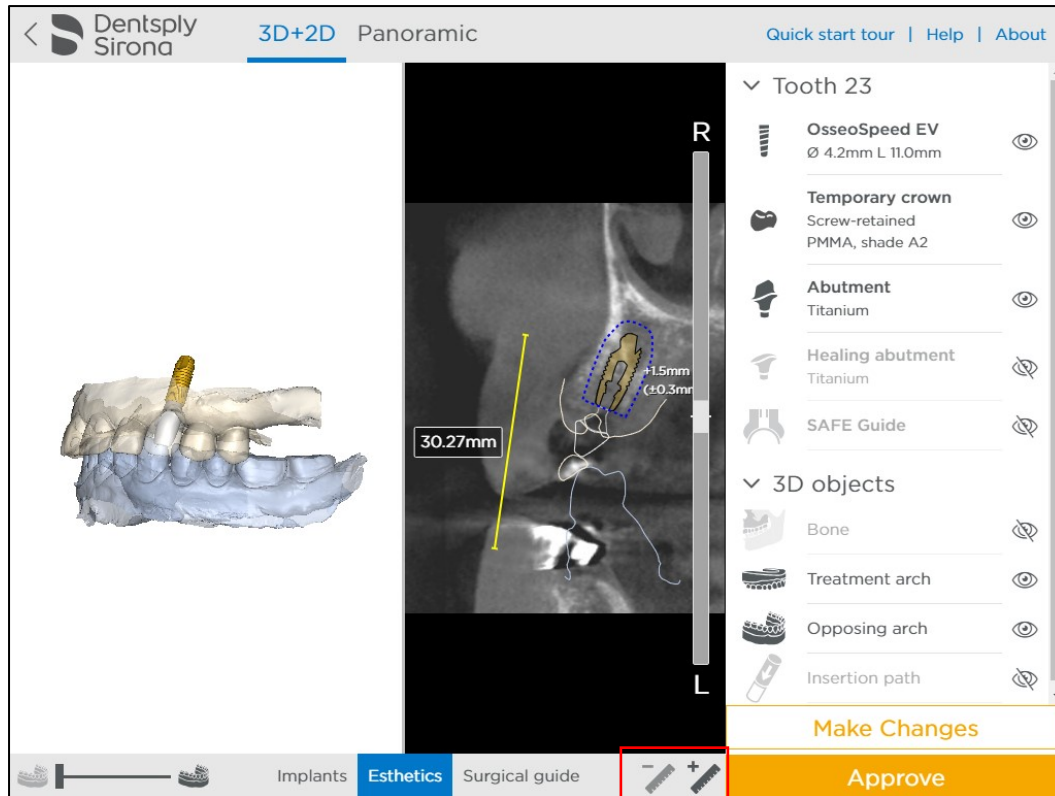 Dentsply
Sirona
3D+2D
Panoramic
Quick start tour | Help | About
R
+1.5mm
(±0.3mm
30.27mm
L
Tooth 23
OsseoSpeed EV
Ø 4.2mm L 11.0mm
Temporary crown
Screw-retained
PMMA, shade A2
Abutment
Titanium
Healing abutment
Titanium
SAFE Guide
3D objects
Bone
Treatment arch
Opposing arch
Insertion path
Make Changes
Approve
Implants
Esthetics
Surgical guide